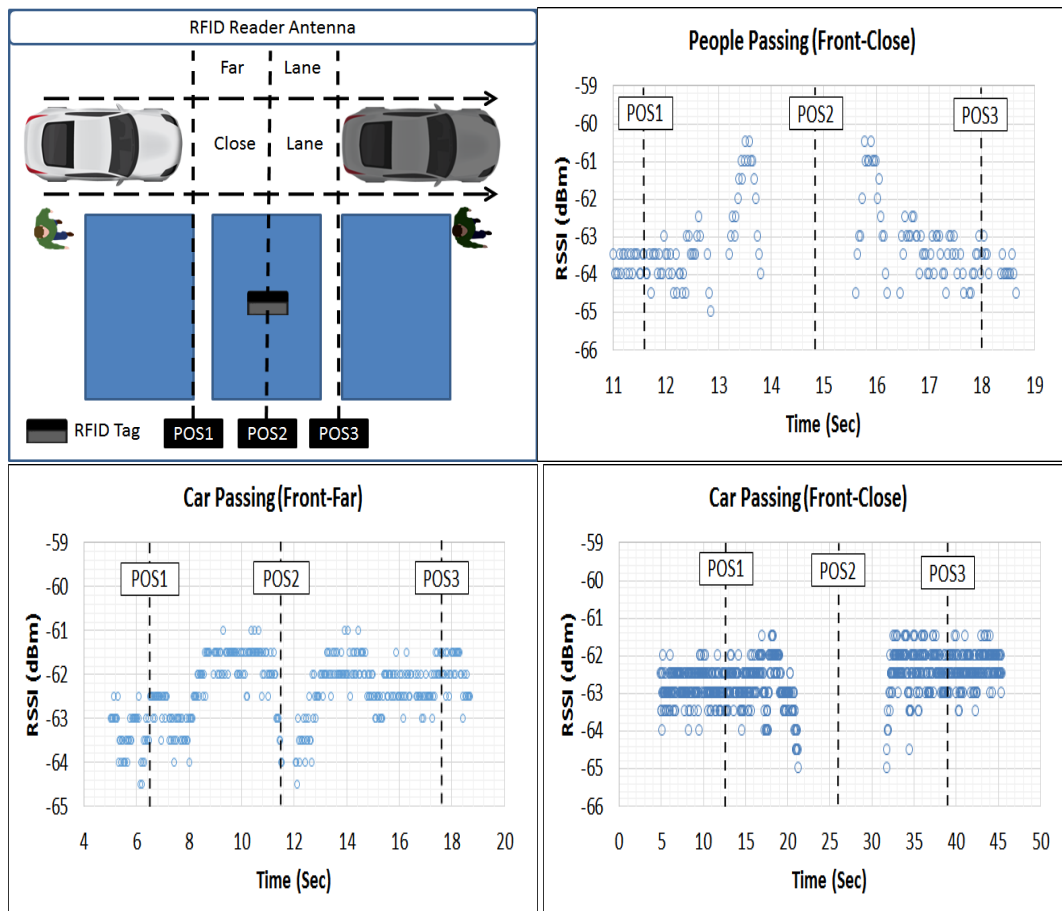 RFID Reader Antenna
Far Lane
Close Lane
RFID Tag
POS1 POS2 POS3
People Passing (Front-Close)
-59
-60
-61
-62
-63
-64
-65
-66
RSSI (dBm)
POS1 POS2 POS3
11 12 13 14 15 16 17 18 19
Time (Sec)
Car Passing (Front-Far)
-59
-60
-61
-62
-63
-64
-65
RSSI (dBm)
POS1 POS2 POS3
4 6 8 10 12 14 16 18 20
Time (Sec)
Car Passing (Front-Close)
-59
-60
-61
-62
-63
-64
-65
-66
RSSI (dBm)
POS1 POS2 POS3
0 5 10 15 20 25 30 35 40 45 50
Time (Sec)